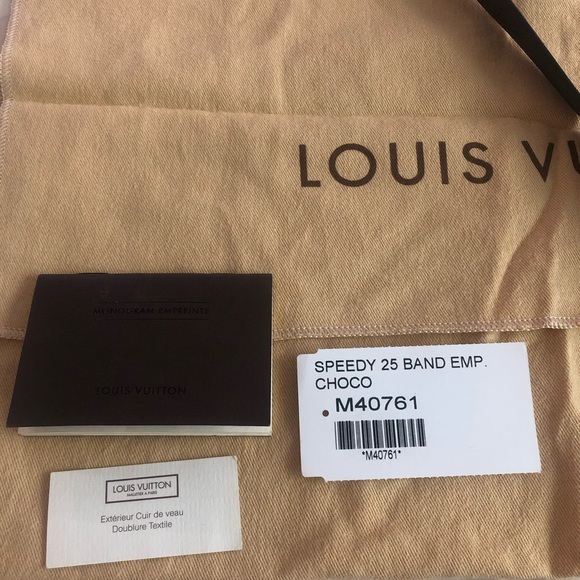 LOUIS VU
MONOGRAM EMPREINTE
LOUIS VUITTON
SPEEDY 25 BAND EMP.
CHOCO
M40761
*M40761*
LOUIS VUITTON
MALLETIER A PARIS
Extérieur Cuir de veau
Doublure Textile